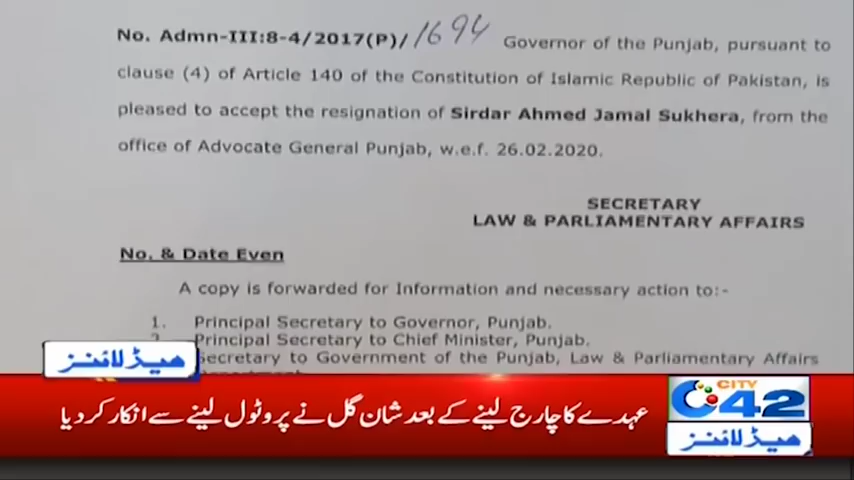 No. Admn-III:8-4/2017(P)/1694 Governor of the Punjab, pursuant to
clause (4) of Article 140 of the Constitution of Islamic Republic of Pakistan, is
pleased to accept the resignation of Sirdar Ahmed Jamal Sukhera, from the
office of Advocate General Punjab, w.e.f. 26.02.2020.
SECRETARY
LAW & PARLIAMENTARY AFFAIRS
No. & Date Even
A copy is forwarded for Information and necessary action to:-
1. Principal Secretary to Governor, Punjab.
2. Principal Secretary to Chief Minister, Punjab.
Secretary to Government of the Punjab, Law & Parliamentary Affairs
ہیڈلائنز
عہدے کا چارج لینے کے بعد شان گل نے پروٹول لینے سے انکار کر دیا
CITY
42
ہیڈلائنز